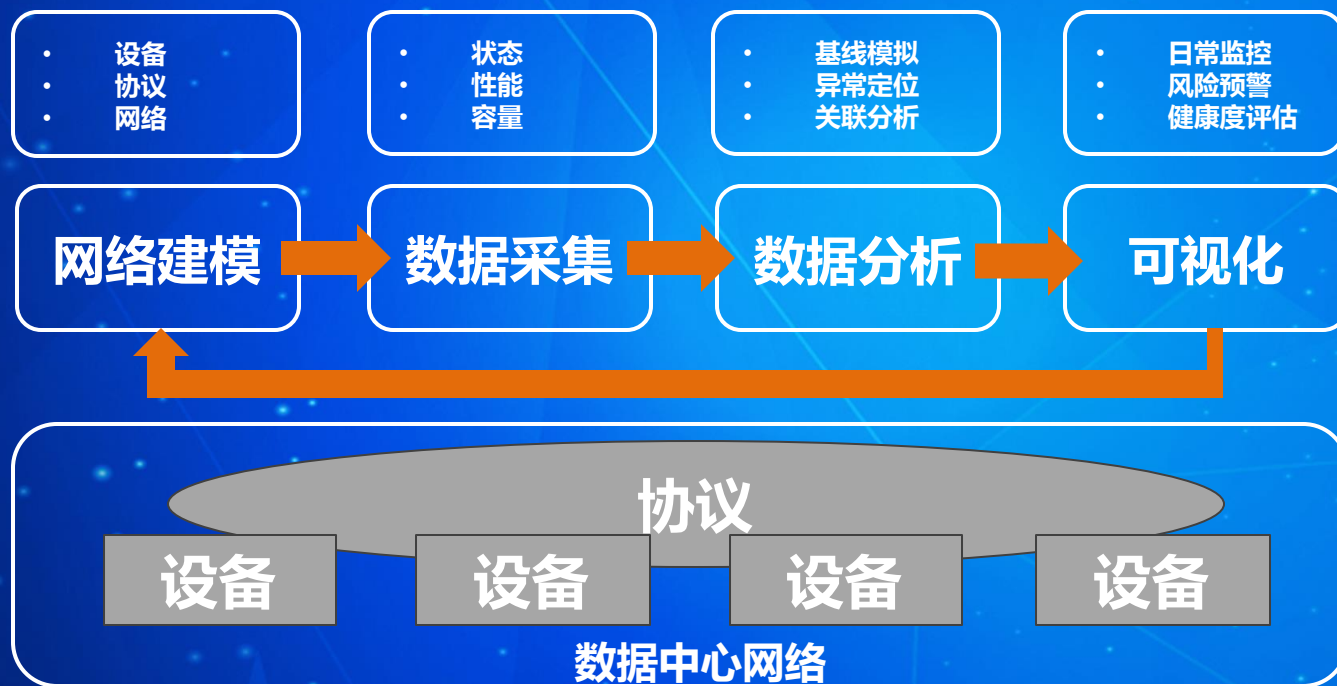 • 设备
• 协议
• 网络
• 状态
• 性能
• 容量
• 基线模拟
• 异常定位
• 关联分析
• 日常监控
• 风险预警
• 健康度评估
网络建模
数据采集
数据分析
可视化
协议
设备
设备
设备
设备
数据中心网络